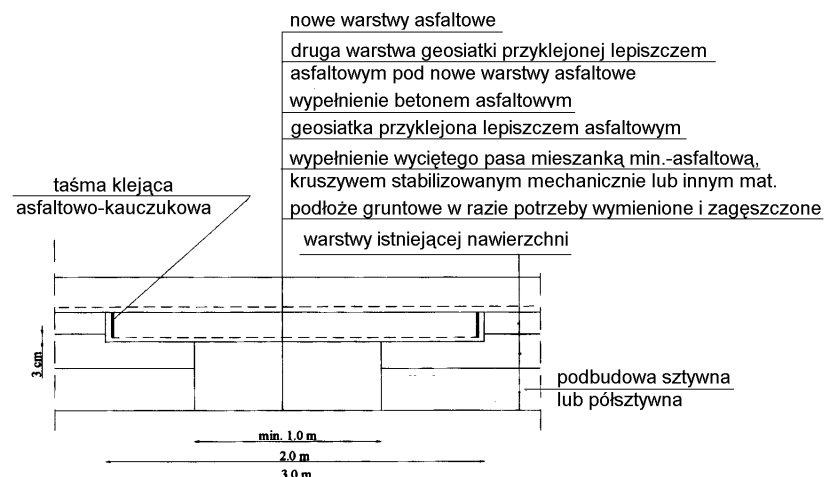 nowe warstwy asfaltowe
druga warstwa geosiatki przyklejonej lepiszczem
asfaltowym pod nowe warstwy asfaltowe
wypełnienie betonem asfaltowym
geosiatka przyklejona lepiszczem asfaltowym
wypełnienie wyciętego pasa mieszanką min.-asfaltową,
kruszywem stabilizowanym mechanicznie lub innym mat.
podłoże gruntowe w razie potrzeby wymienione i zagęszczone
warstwy istniejącej nawierzchni
taśma klejąca
asfaltowo-kauczukowa
3 cm
podbudowa sztywna
lub półsztywna
min. 1.0 m
2.0 m
3.0 m